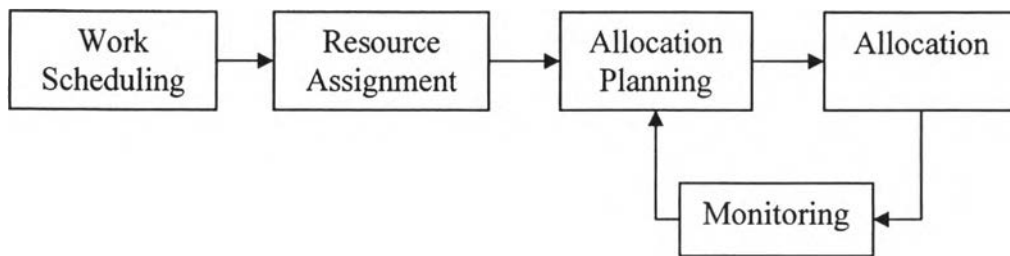 Work
Scheduling
Resource
Assignment
Allocation
Planning
Allocation
Monitoring